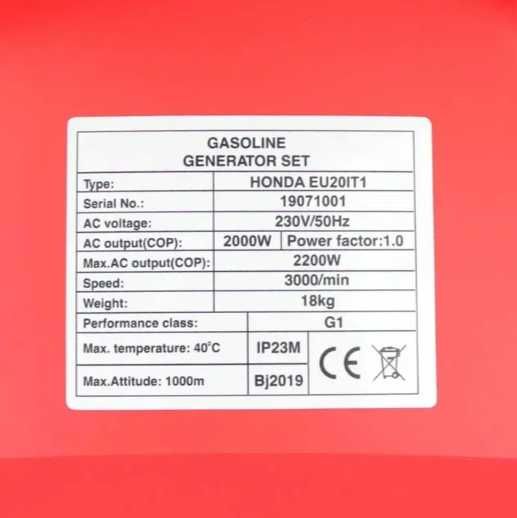 GASOLINE
GENERATOR SET
Type: HONDA EU20IT1
Serial No.: 19071001
AC voltage: 230V/50Hz
AC output(COP): 2000W Power factor:1.0
Max.AC output(COP): 2200W
Speed: 3000/min
Weight: 18kg
Performance class: G1
Max. temperature: 40°C IP23M
CE
Max.Attitude: 1000m Bj2019